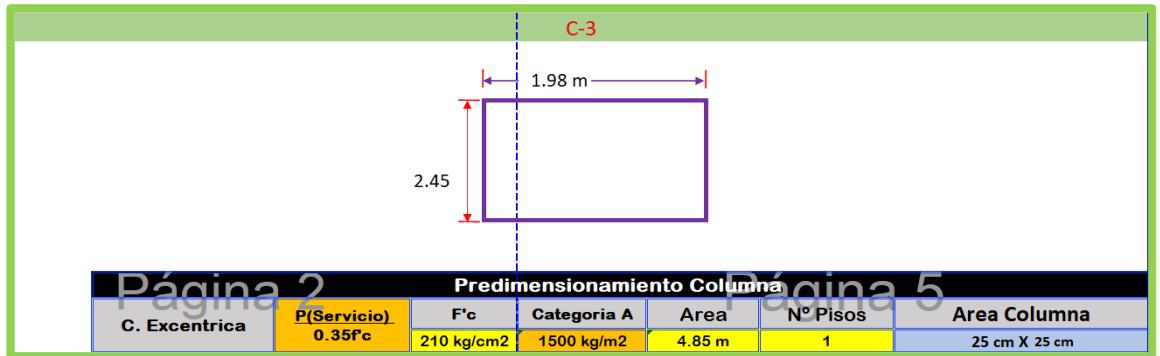 C-3
1.98 m
2.45
Página 2
Página 5
Predimensionamiento Columna
C. Excentrica
P(Servicio)
0.35f'c
F'c
Categoria A
Area
Nº Pisos
Area Columna
210 kg/cm2
1500 kg/m2
4.85 m
1
25 cm X 25 cm